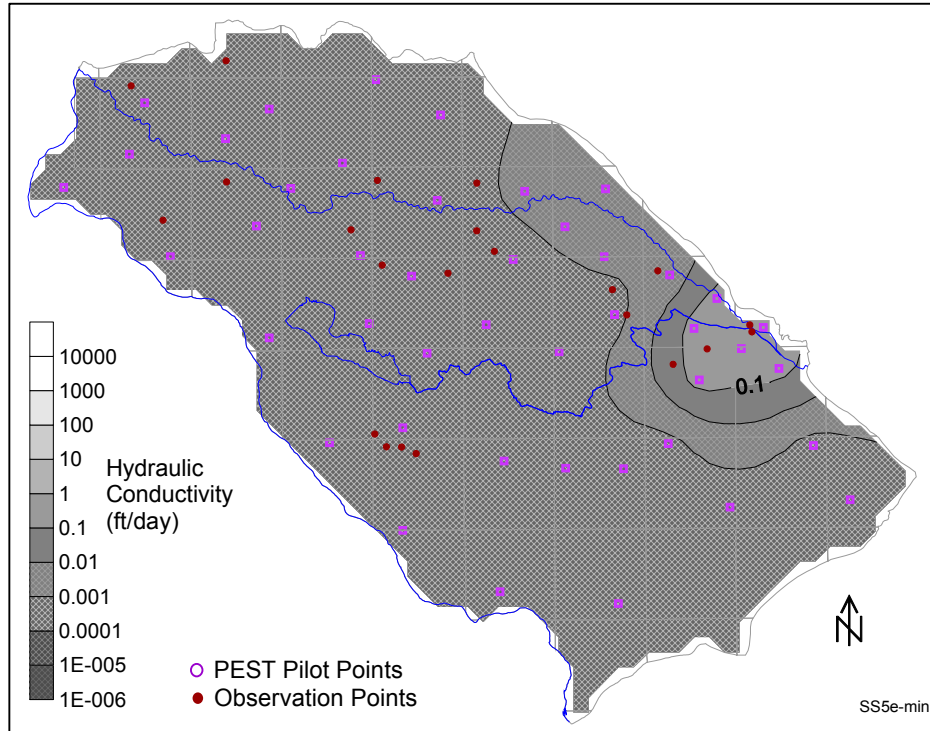 0.1
10000
1000
100
10
1
0.1
0.01
0.001
0.0001
1E-005
1E-006
Hydraulic
Conductivity
(ft/day)
PEST Pilot Points
Observation Points
N
SS5e-min